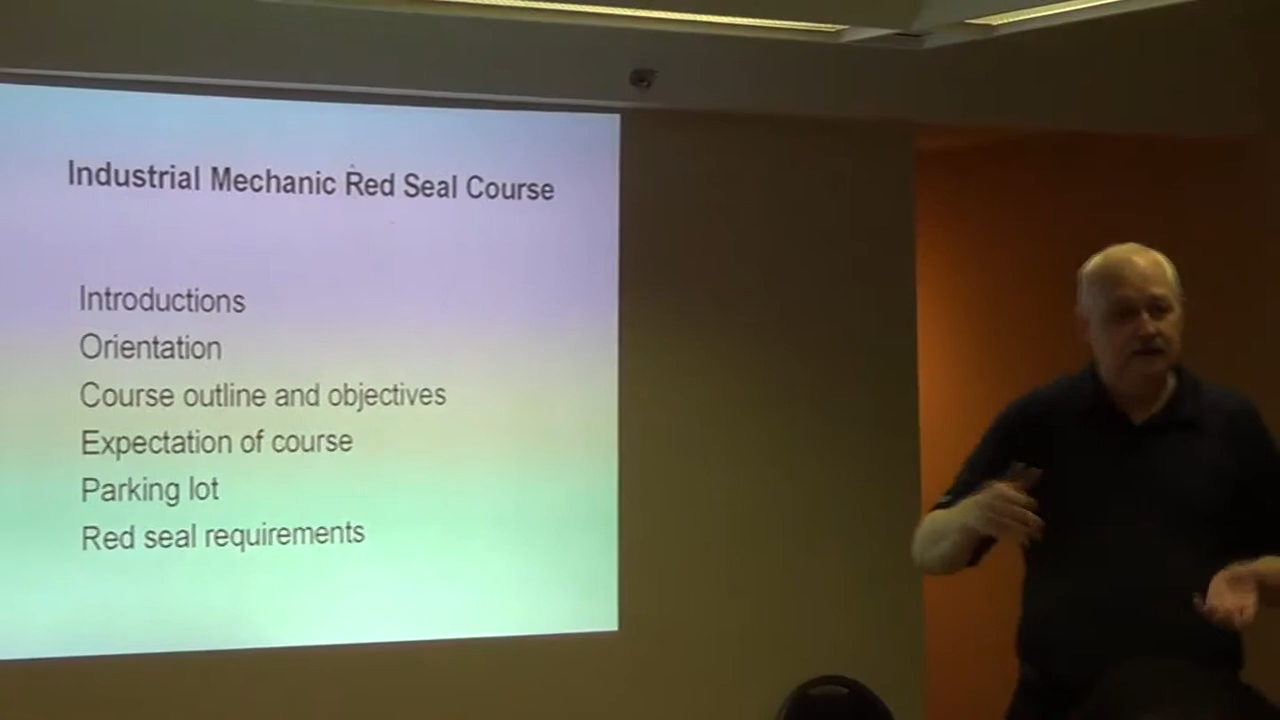 Industrial Mechanic Red Seal Course
Introductions
Orientation
Course outline and objectives
Expectation of course
Parking lot
Red seal requirements